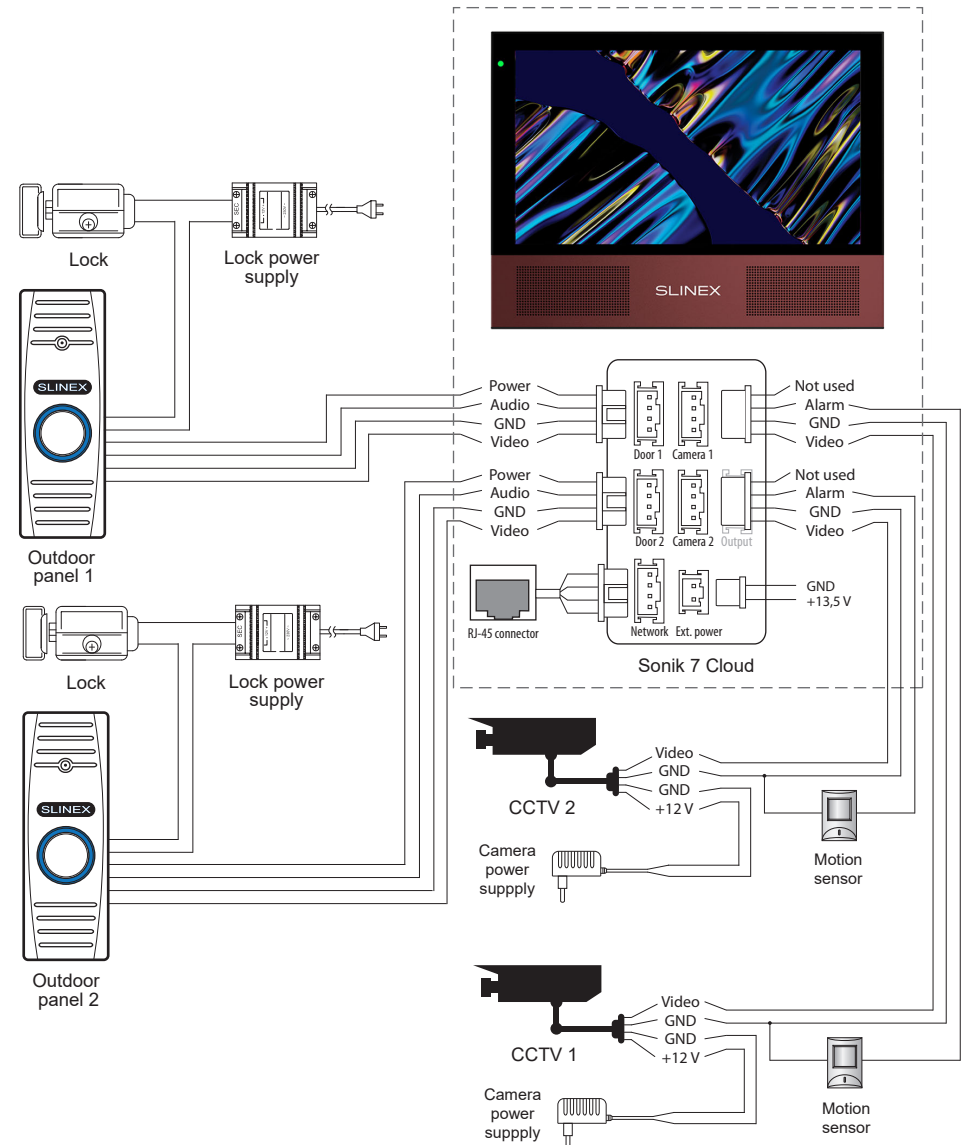 SLINEX
Lock
SEC
Lock power
supply
SLINEX
Outdoor
panel 1
Power
Audio
GND
Video
Door 1
Camera 1
Not used
Alarm
GND
Video
Power
Audio
GND
Video
Door 2
Camera 2
Output
Not used
Alarm
GND
Video
RJ-45 connector
Network
Ext. power
GND
+13,5 V
Sonik 7 Cloud
Lock
SEC
Lock power
supply
SLINEX
Outdoor
panel 2
Video
GND
GND
+12 V
CCTV 2
Camera
power
suppply
Motion
sensor
Video
GND
GND
+12 V
CCTV 1
Camera
power
suppply
Motion
sensor